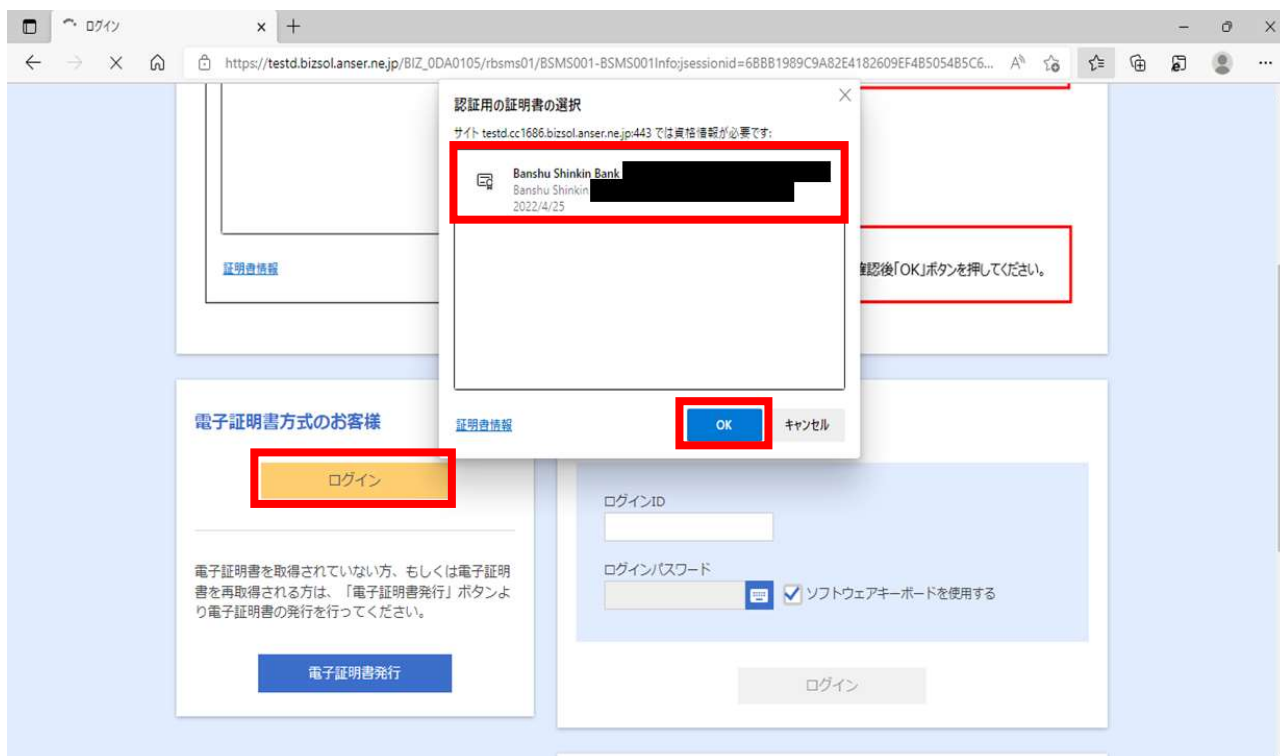 ログイン
https://testd.bizsol.anser.ne.jp/BIZ_0DA0105/rbsms01/BSMS001-BSMS001Info;jsessionid=6BBB1989C9A82E4182609EF4B5054B5C6...
認証用の証明書の選択
サイト testd.cc1686.bizsol.anser.ne.jp:443 では資格情報が必要です:
Banshu Shinkin Bank
Banshu Shinkin
2022/4/25
証明書情報
確認後「OK」ボタンを押してください。
証明書情報
OK
キャンセル
電子証明書方式のお客様
ログイン
電子証明書を取得されていない方、もしくは電子証明
書を再取得される方は、「電子証明書発行」ボタンよ
り電子証明書の発行を行ってください。
電子証明書発行
ログインID
ログインパスワード
ソフトウェアキーボードを使用する
ログイン